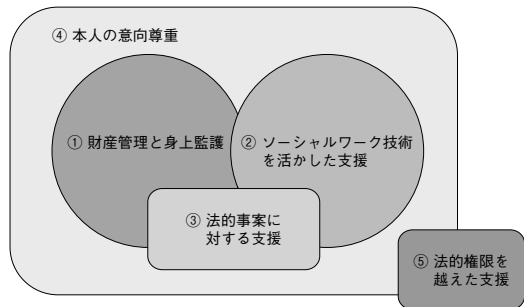 ④ 本人の意向尊重
① 財産管理と身上監護
② ソーシャルワーク技術
を活かした支援
③ 法的事案に
対する支援
⑤ 法的権限を
越えた支援